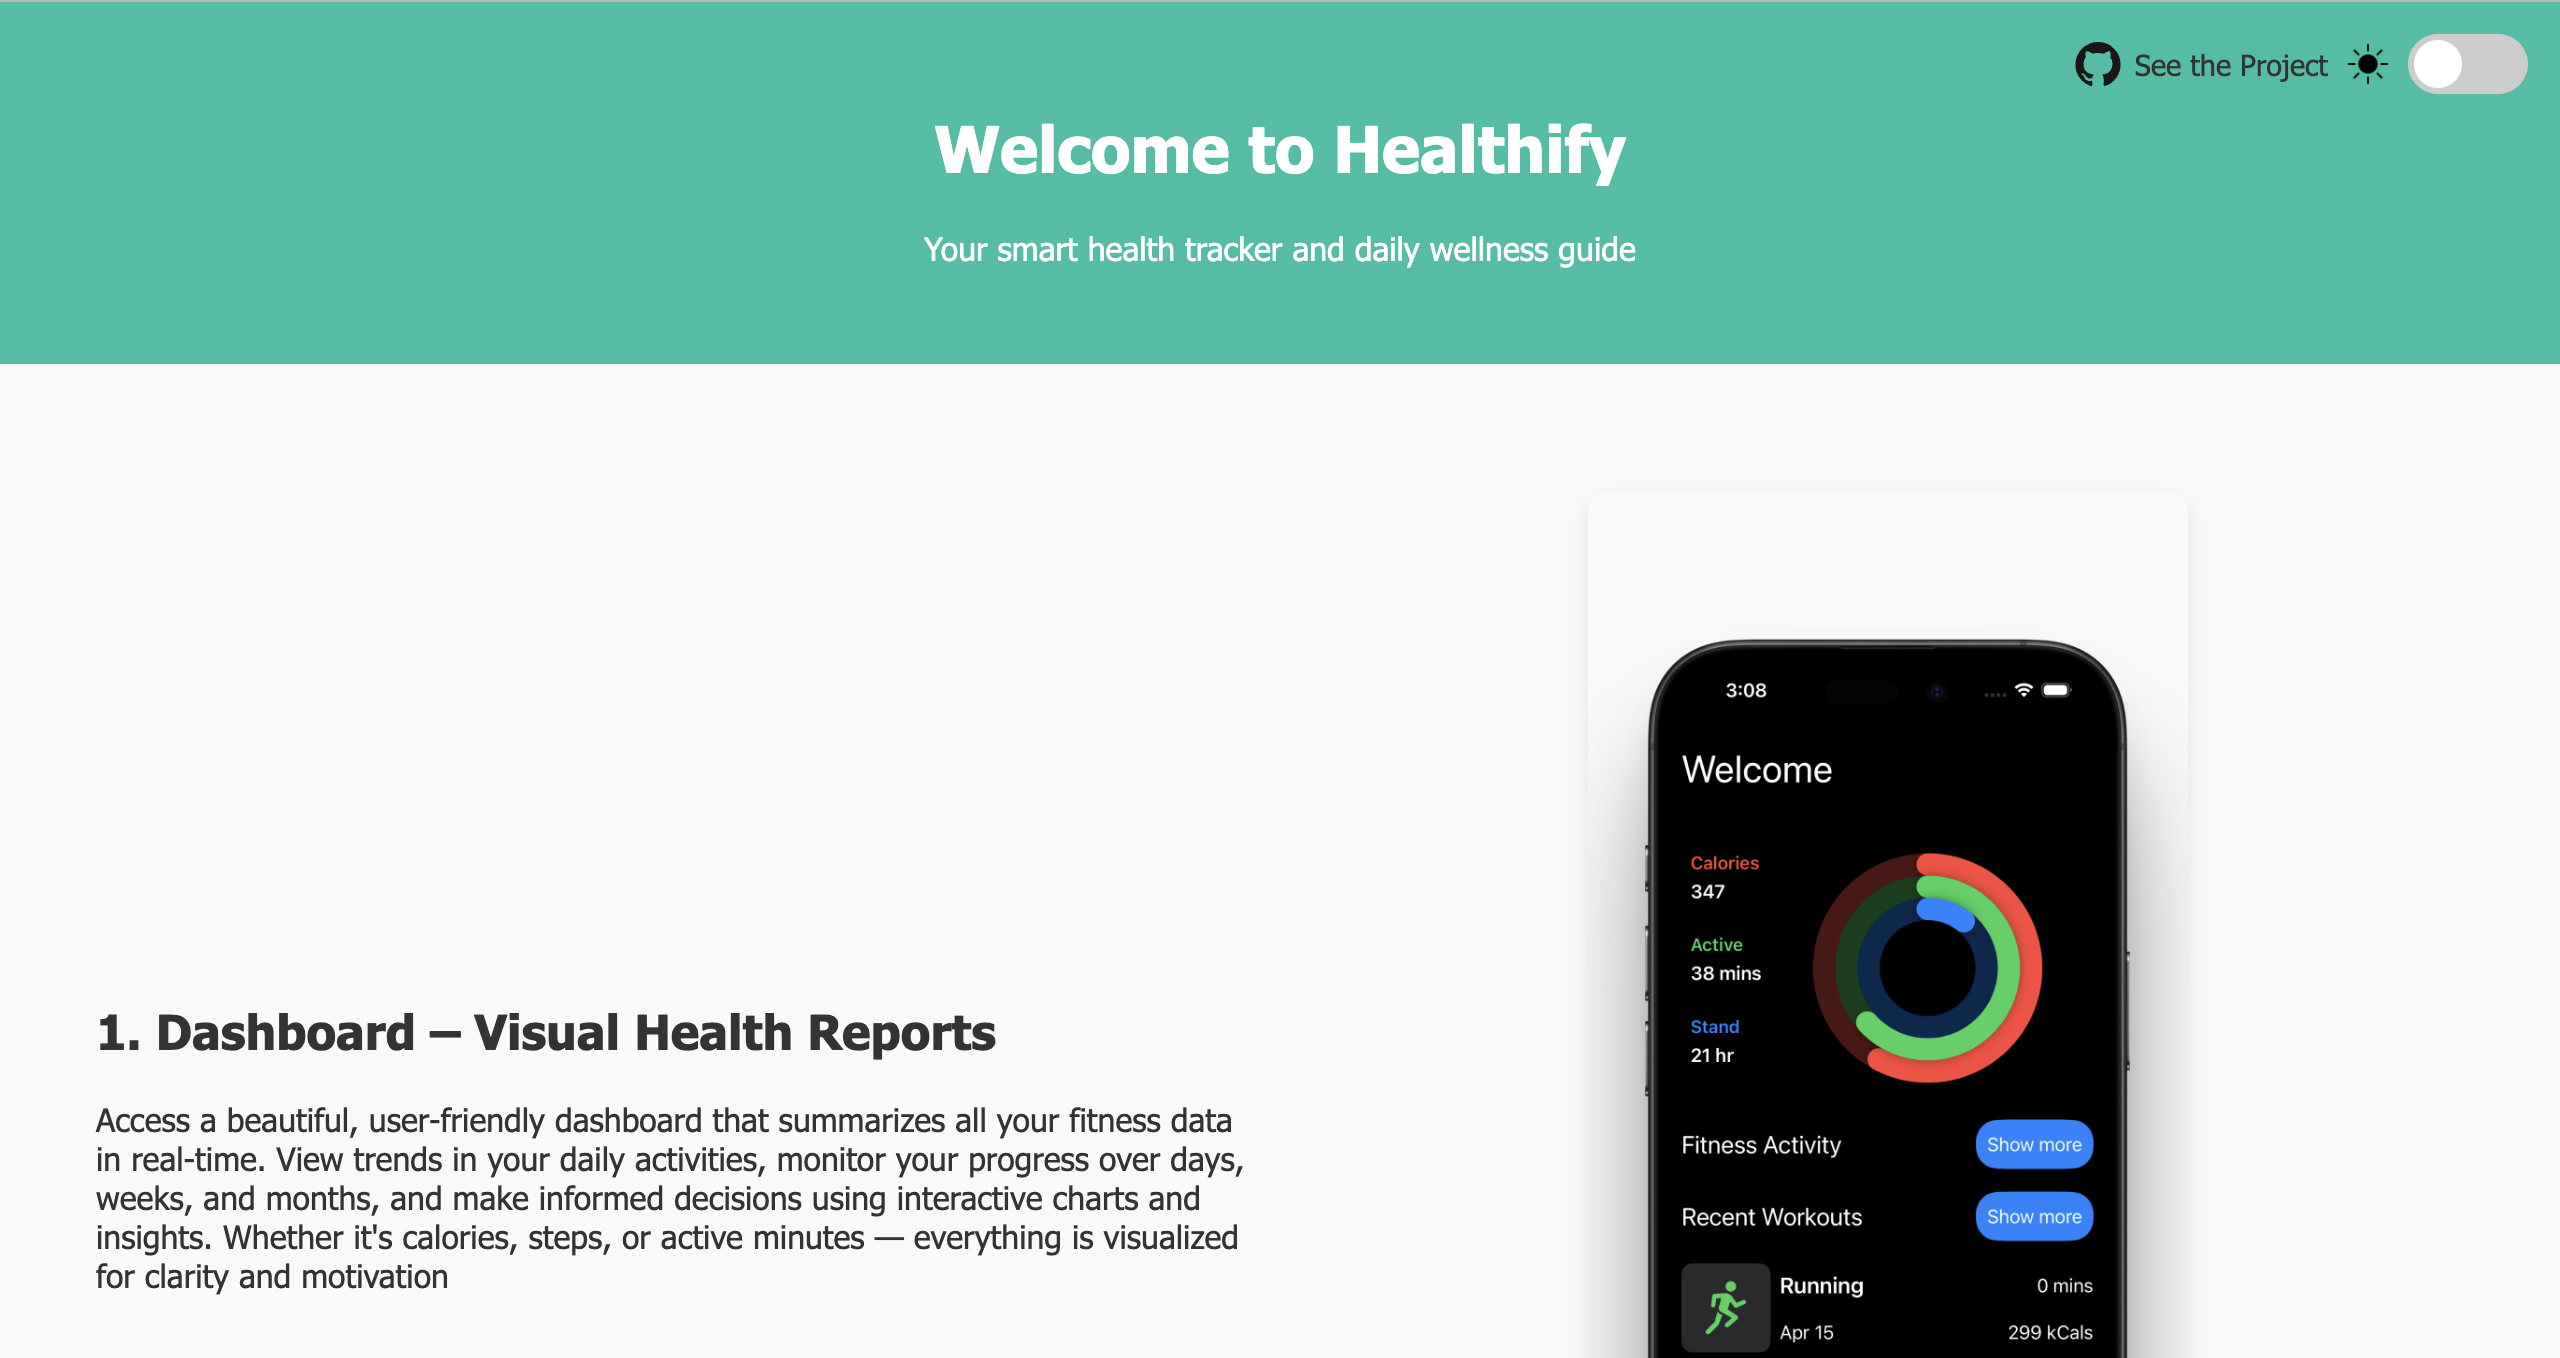 See the Project
Welcome to Healthify
Your smart health tracker and daily wellness guide
1. Dashboard – Visual Health Reports
Access a beautiful, user-friendly dashboard that summarizes all your fitness data
in real-time. View trends in your daily activities, monitor your progress over days,
weeks, and months, and make informed decisions using interactive charts and
insights. Whether it's calories, steps, or active minutes — everything is visualized
for clarity and motivation
3:08
Welcome
Calories
347
Active
38 mins
Stand
21 hr
Fitness Activity Show more
Recent Workouts Show more
Running 0 mins
Apr 15 299 kCals